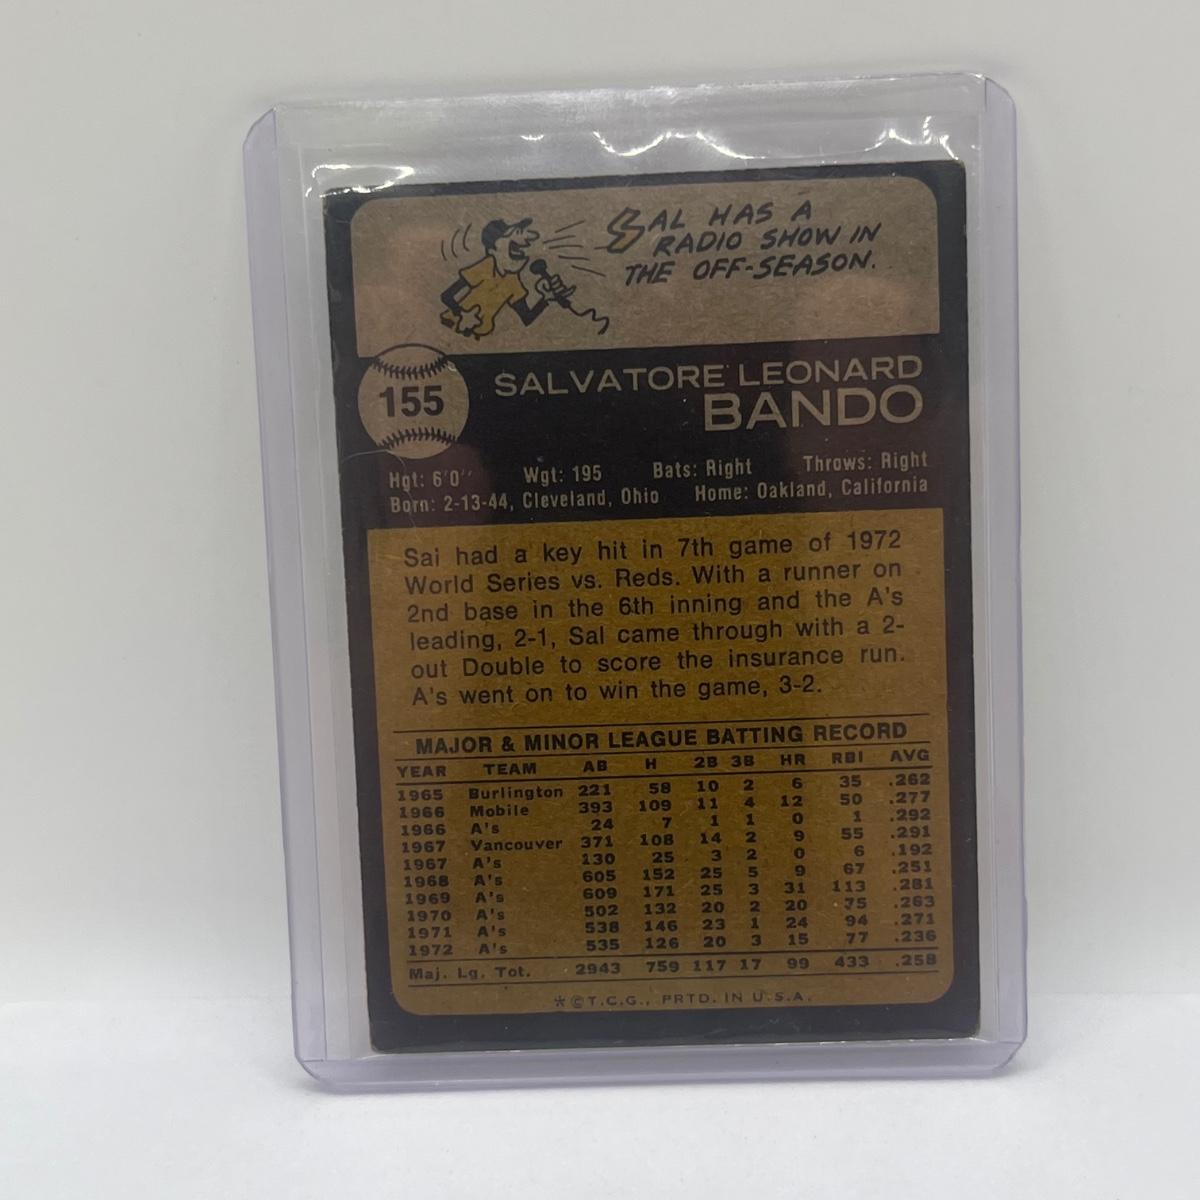 SAL HAS A
RADIO SHOW IN
THE OFF-SEASON.
155
SALVATORE LEONARD
BANDO
Hgt: 6'0" Wgt: 195 Bats: Right Throws: Right
Born: 2-13-44, Cleveland, Ohio Home: Oakland, California
Sal had a key hit in 7th game of 1972
World Series vs. Reds. With a runner on
2nd base in the 6th inning and the A's
leading, 2-1, Sal came through with a 2-
out Double to score the insurance run.
A's went on to win the game, 3-2.
MAJOR & MINOR LEAGUE BATTING RECORD
YEAR TEAM AB H 2B 3B HR RBI AVG
1965 Burlington 221 58 10 2 6 35 .262
1966 Mobile 393 109 11 4 12 50 .277
1966 A's 24 7 1 1 0 1 .292
1967 Vancouver 371 108 14 2 9 55 .291
1967 A's 130 25 3 2 0 6 .192
1968 A's 605 152 25 5 9 67 .251
1969 A's 609 171 25 3 31 113 .281
1970 A's 502 132 20 2 20 75 .263
1971 A's 538 146 23 1 24 94 .271
1972 A's 535 126 20 3 15 77 .236
Maj. Lg. Tot. 2943 759 117 17 99 433 .258
*©T.C.G., PRTD. IN U.S.A.